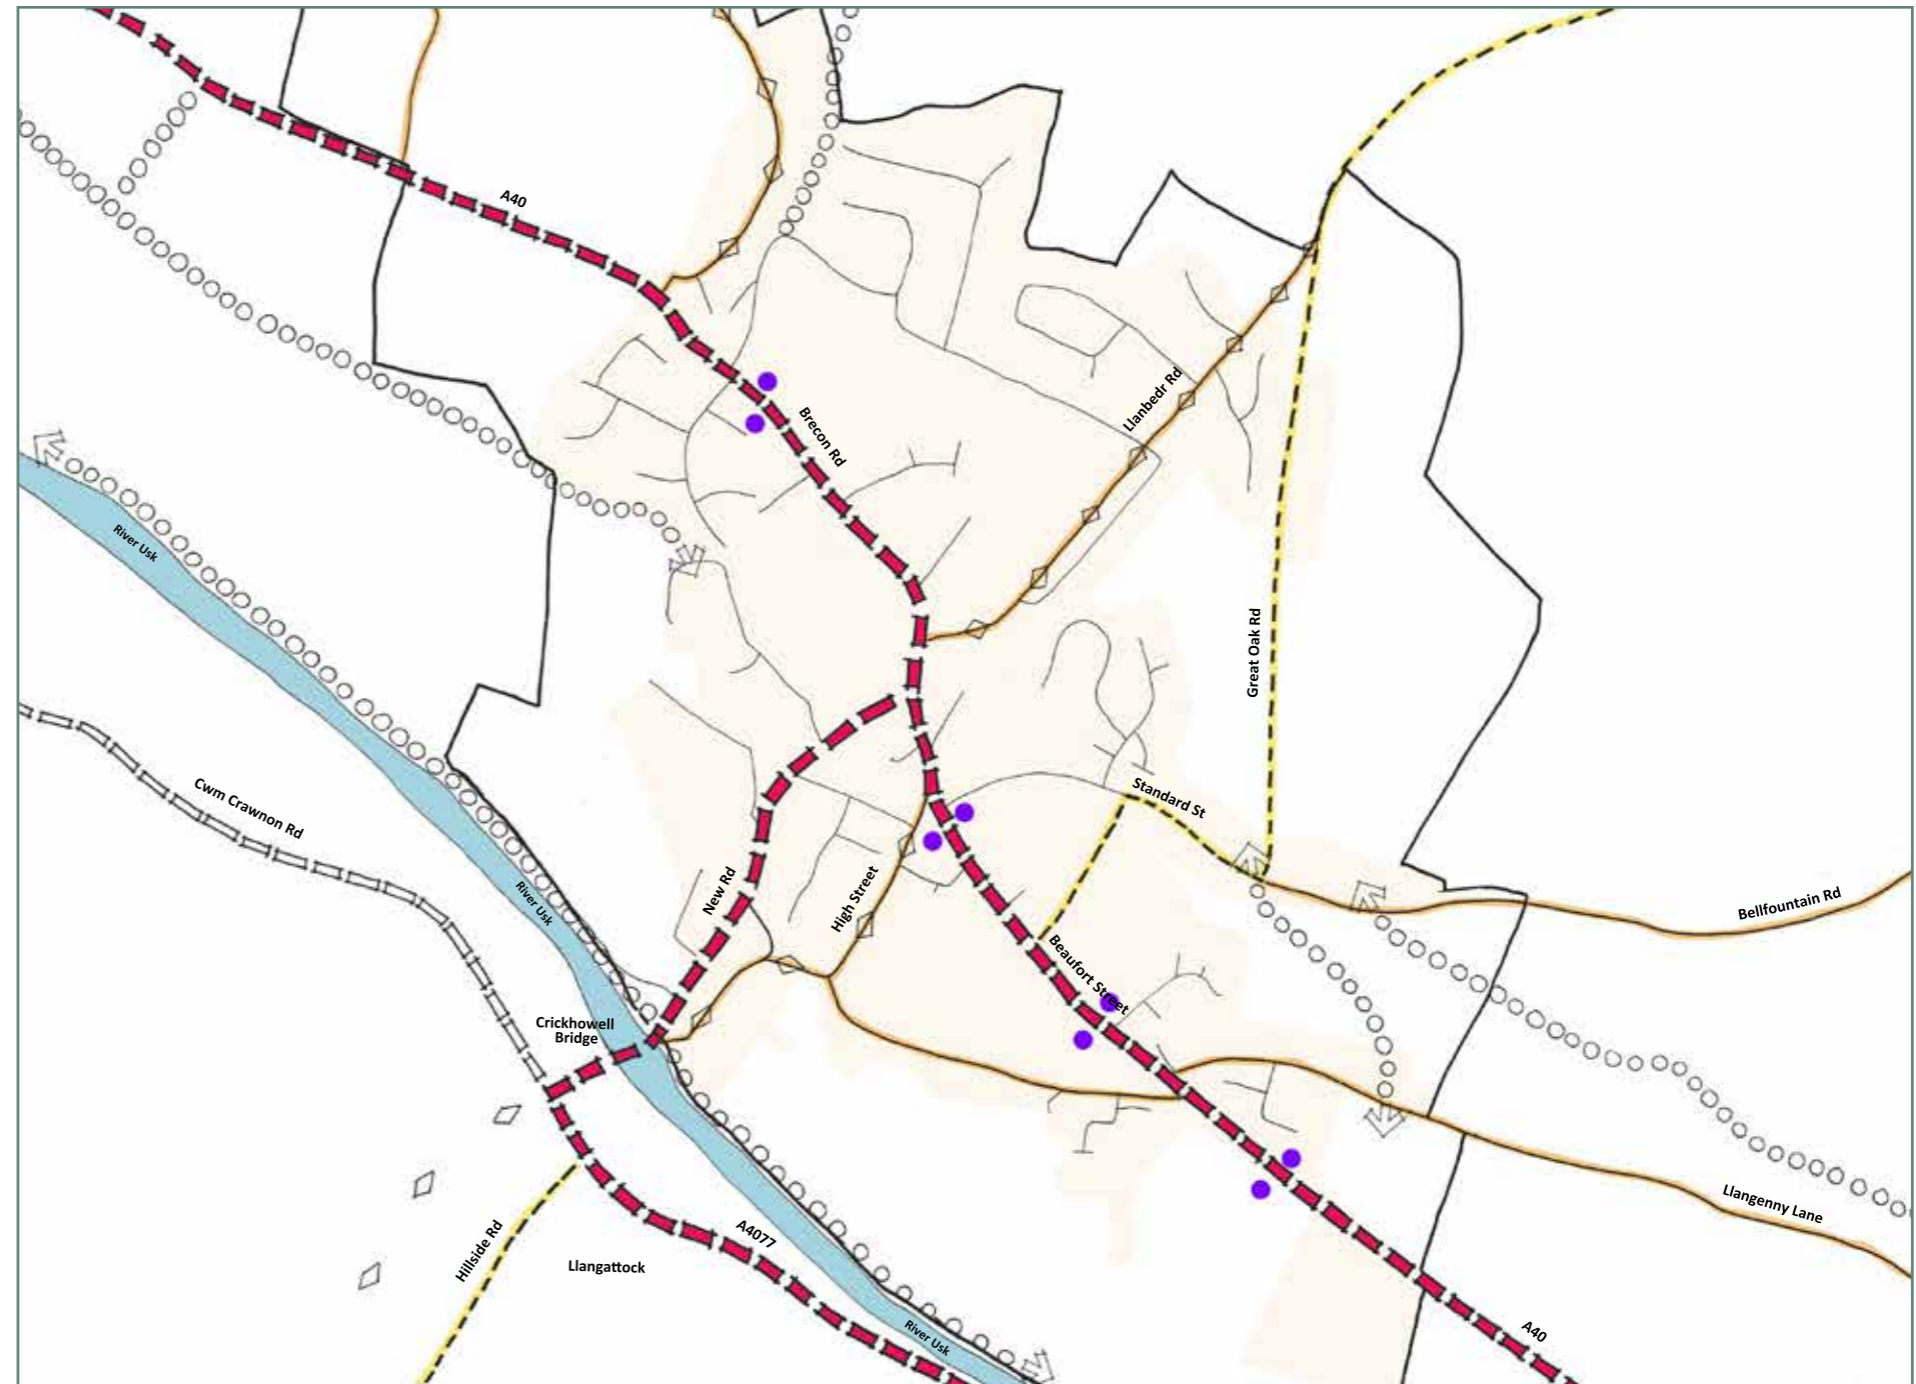 A40
Brecon Rd
Llanbedr Rd
River Usk
Great Oak Rd
Standard St
Cwm Crawnon Rd
New Rd
High Street
River Usk
Bellfountain Rd
Beaufort Street
Crickhowell
Bridge
Llangenny Lane
Hillside Rd
A4077
Llangattock
River Usk
A40